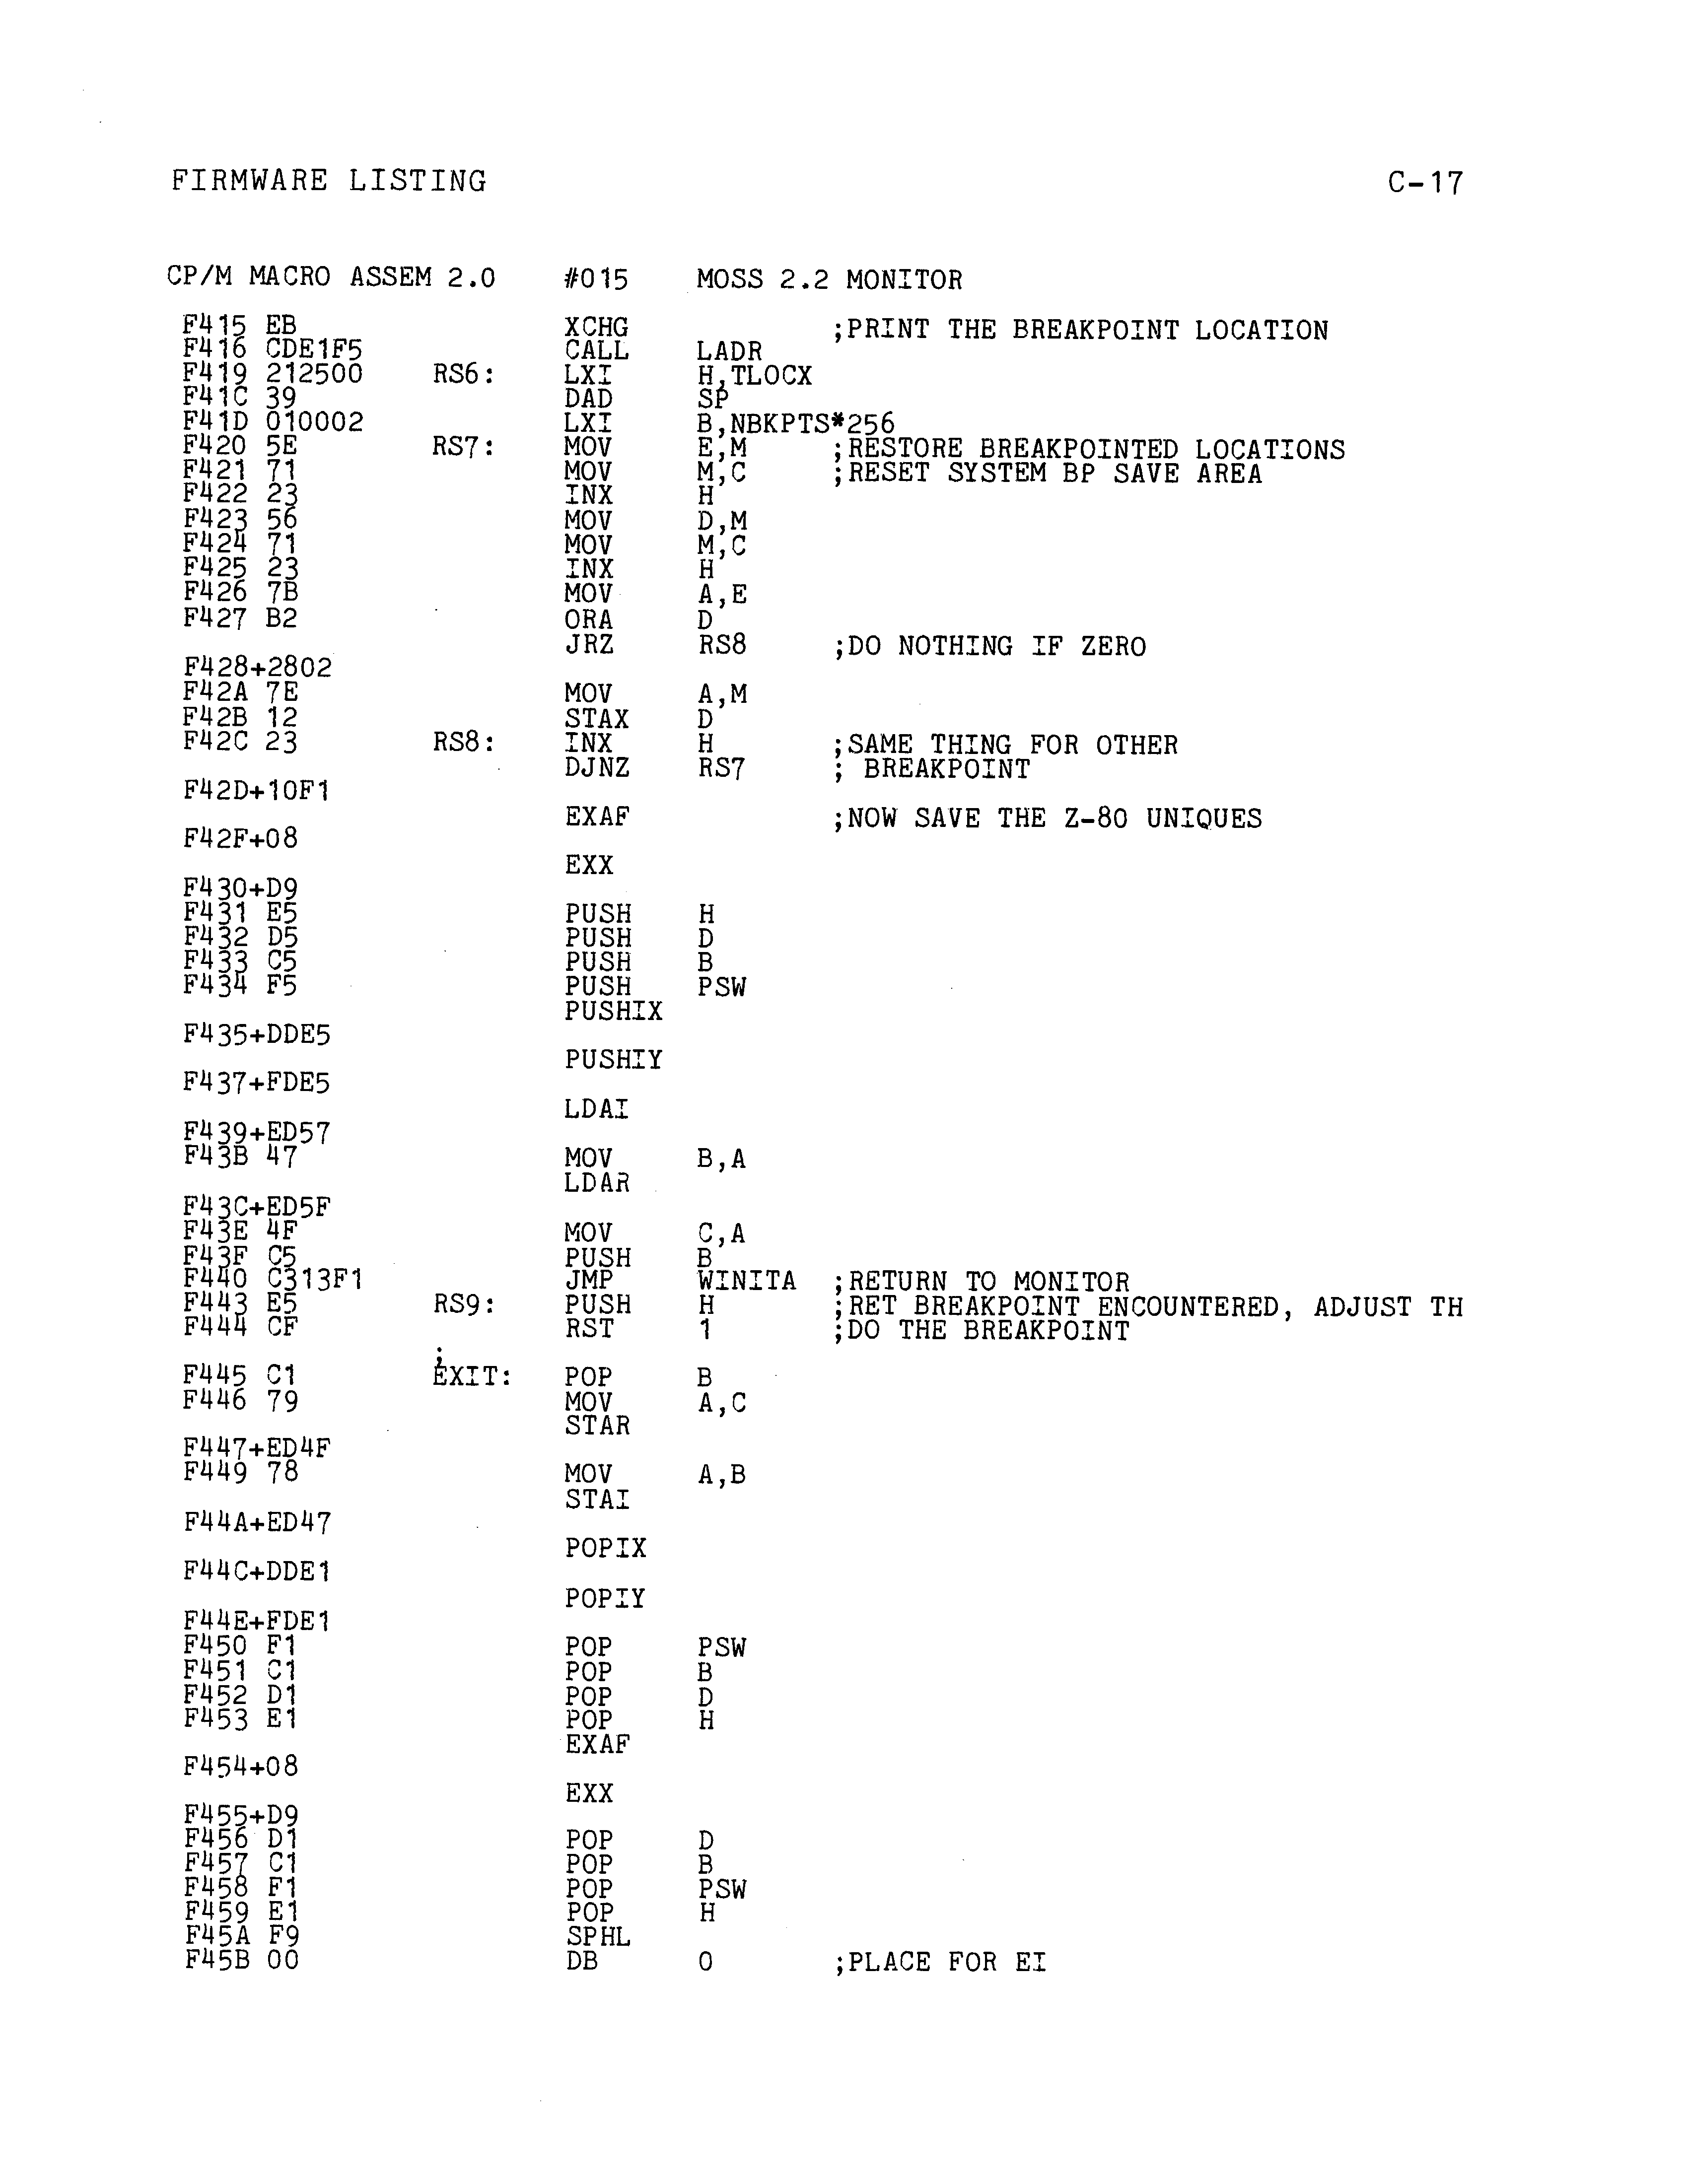 FIRMWARE LISTING C-17
CP/M MACRO ASSEM 2.0 #015 MOSS 2.2 MONITOR
F415 EB XCHG ;PRINT THE BREAKPOINT LOCATION
F416 CDE1F5 CALL LADR
F419 212500 RS6: LXI H,TLOCX
F41C 39 DAD SP
F41D 010002 LXI B,NBKPTS*256
F420 5E RS7: MOV E,M ;RESTORE BREAKPOINTED LOCATIONS
F421 71 MOV M,C ;RESET SYSTEM BP SAVE AREA
F422 23 INX H
F423 56 MOV D,M
F424 71 MOV M,C
F425 23 INX H
F426 7B MOV A,E
F427 B2 ORA D
JRZ RS8 ;DO NOTHING IF ZERO
F428+2802
F42A 7E MOV A,M
F42B 12 STAX D
F42C 23 RS8: INX H ;SAME THING FOR OTHER
DJNZ RS7 ; BREAKPOINT
F42D+10F1
EXAF ;NOW SAVE THE Z-80 UNIQUES
F42F+08
EXX
F430+D9
F431 E5 PUSH H
F432 D5 PUSH D
F433 C5 PUSH B
F434 F5 PUSH PSW
PUSHIX
F435+DDE5
PUSHIY
F437+FDE5
LDAI
F439+ED57
F43B 47 MOV B,A
LDAR
F43C+ED5F
F43E 4F MOV C,A
F43F C5 PUSH B
F440 C313F1 JMP WINITA ;RETURN TO MONITOR
F443 E5 RS9: PUSH H ;RET BREAKPOINT ENCOUNTERED, ADJUST TH
F444 CF RST 1 ;DO THE BREAKPOINT
;
F445 C1 EXIT: POP B
F446 79 MOV A,C
STAR
F447+ED4F
F449 78 MOV A,B
STAI
F44A+ED47
POPIX
F44C+DDE1
POPIY
F44E+FDE1
F450 F1 POP PSW
F451 C1 POP B
F452 D1 POP D
F453 E1 POP H
EXAF
F454+08
EXX
F455+D9
F456 D1 POP D
F457 C1 POP B
F458 F1 POP PSW
F459 E1 POP H
F45A F9 SPHL
F45B 00 DB 0 ;PLACE FOR EI